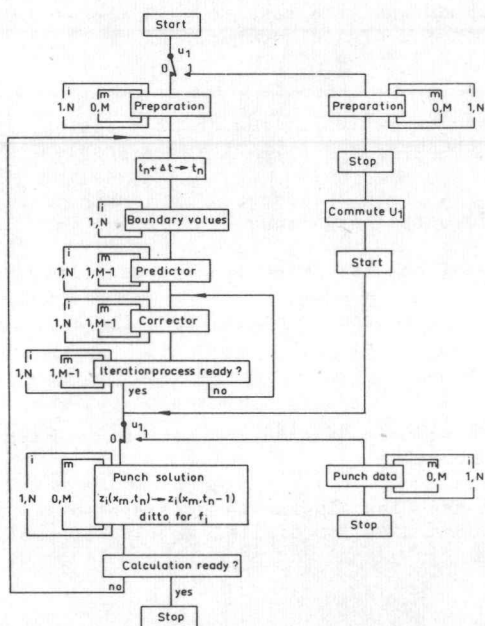 Start
u₁
0 1
i
m
1,N 0,M Preparation
Preparation
m
i
0,M 1,N
tₙ + Δt → tₙ
Stop
i
1,N Boundary values
Commute U₁
i
m
1,N 1,M-1 Predictor
Start
i
m
1,N 1,M-1 Corrector
i
m
1,N 1,M-1 Iterationprocess ready ?
yes no
u₁
0 1
i
m
1,N 0,M
Punch solution
zᵢ(xₘ,tₙ) → zᵢ(xₘ,tₙ-1)
ditto for fᵢ
Punch data
m
i
0,M 1,N
Stop
Calculation ready ?
no yes
Stop